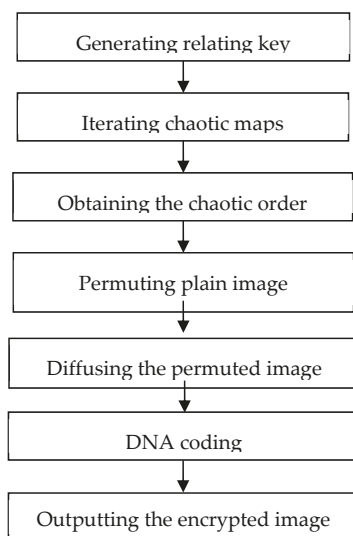 Generating relating key
Iterating chaotic maps
Obtaining the chaotic order
Permuting plain image
Diffusing the permuted image
DNA coding
Outputting the encrypted image